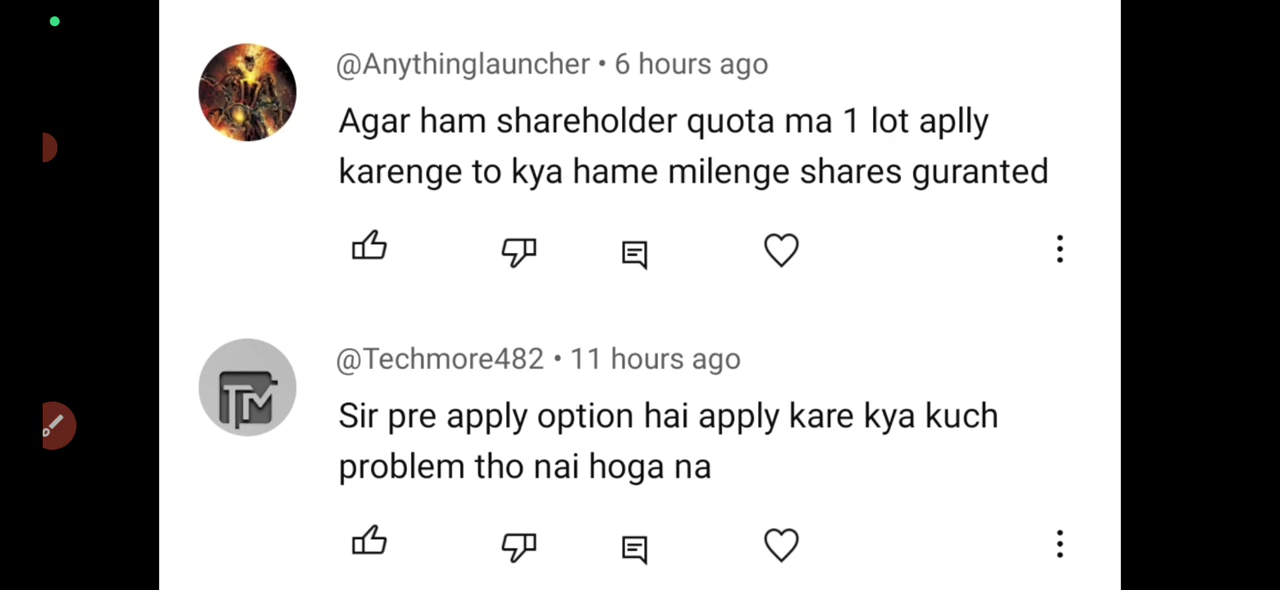 @Anythinglauncher • 6 hours ago
Agar ham shareholder quota ma 1 lot aplly
karenge to kya hame milenge shares guranted
TM
@Techmore482 • 11 hours ago
Sir pre apply option hai apply kare kya kuch
problem tho nai hoga na